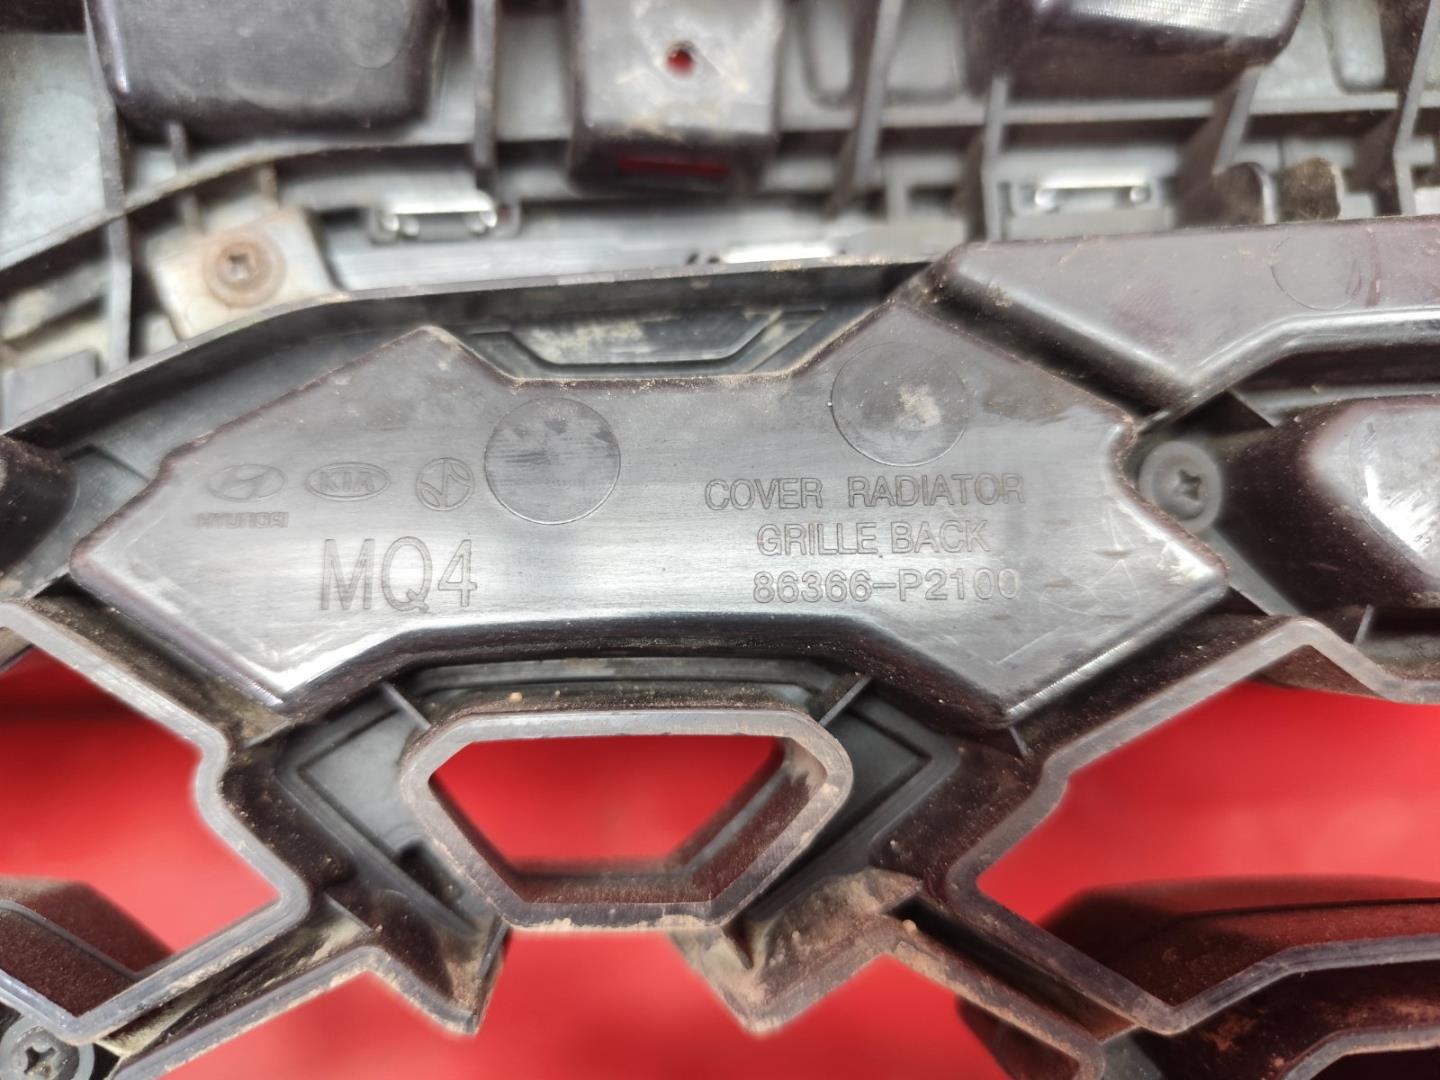 HYUNDAI
KIA
MQ4
COVER RADIATOR
GRILLE BACK
86366-P2100